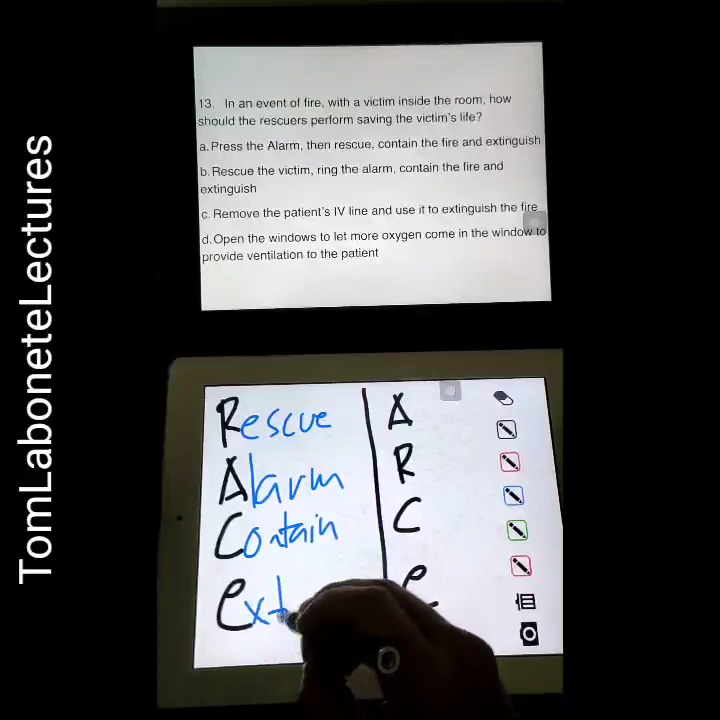 TomLaboneteLectures
13. In an event of fire, with a victim inside the room, how
should the rescuers perform saving the victim's life?
a. Press the Alarm, then rescue, contain the fire and extinguish
b. Rescue the victim, ring the alarm, contain the fire and
extinguish
c. Remove the patient's IV line and use it to extinguish the fire
d. Open the windows to let more oxygen come in the window to
provide ventilation to the patient
Rescue A
Alarm R
Contain C
Ext e